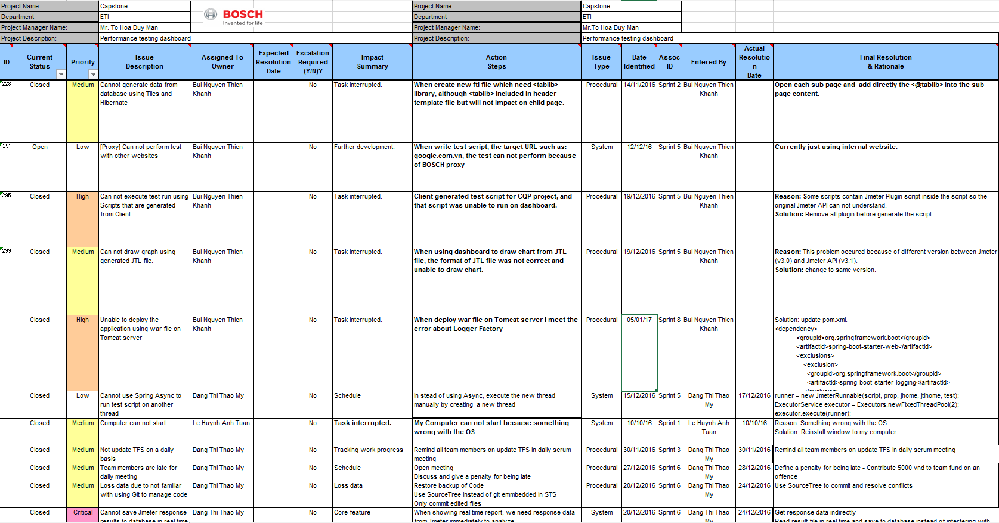 Project Name: Capstone Project Name: Capstone
Department ETI BOSCH Department ETI
Invented for life
Project Manager Name: Mr. To Hoa Duy Man Project Manager Name: Mr.To Hoa Duy Man
Project Description: Performance testing dashboard Project Description: Performance testing dashboard
ID
Current
Status
Priority
Issue
Description
Assigned To
Owner
Expected
Resolution
Date
Escalation
Required
(Y/N)?
Impact
Summary
Action
Steps
Issue
Type
Date
Identified
Assoc
ID
Entered By
Actual
Resolutio
n
Date
Final Resolution
& Rationale
228
Closed
Medium
Cannot generate data from
database using Tiles and
Hibernate
Bui Nguyen Thien
Khanh
No
Task interrupted.
When create new ftl file which need <tablib>
library, although <tablib> included in header
template file but will not impact on child page.
Procedural
14/11/2016
Sprint 2
Bui Nguyen Thien
Khanh
Open each sub page and add directly the <@tablib> into the sub
page content.
291
Open
Low
[Proxy] Can not perform test
with other websites
Bui Nguyen Thien
Khanh
No
Further development.
When write test script, the target URL such as:
google.com.vn, the test can not perform because
of BOSCH proxy
System
12/12/16
Sprint 5
Bui Nguyen Thien
Khanh
Currently just using internal website.
295
Closed
High
Can not execute test run using
Scripts that are generated
from Client
Bui Nguyen Thien
Khanh
No
Task interrupted.
Client generated test script for CQP project, and
that script was unable to run on dashboard.
Procedural
19/12/2016
Sprint 5
Bui Nguyen Thien
Khanh
Reason: Some scripts contain Jmeter Plugin script inside the script so the
original Jmeter API can not understand.
Solution: Remove all plugin before generate the script.
299
Closed
Medium
Can not draw graph using
generated JTL file.
Bui Nguyen Thien
Khanh
No
Task interrupted.
When using dashboard to draw chart from JTL
file, the format of JTL file was not correct and
unable to draw chart.
Procedural
19/12/2016
Sprint 5
Bui Nguyen Thien
Khanh
Reason: This problem occured because of different version between Jmeter
(v3.0) and Jmeter API (v3.1).
Solution: change to same version.
Closed
High
Unable to deploy the
application using war file on
Tomcat server
Bui Nguyen Thien
Khanh
No
Task interrupted.
When deploy war file on Tomcat server I meet the
error about Logger Factory
Procedural
05/01/17
Sprint 8
Bui Nguyen Thien
Khanh
Solution: update pom.xml.
<dependency>
<groupId>org.springframework.boot</groupId>
<artifactId>spring-boot-starter-web</artifactId>
<exclusions>
<exclusion>
<groupId>org.springframework.boot</groupId>
<artifactId>spring-boot-starter-logging</artifactId>
Closed
Low
Cannot use Spring Async to
run test script on another
thread
Dang Thi Thao My
No
Schedule
In stead of using Async, execute the new thread
manually by creating a new thread
System
15/12/2016
Sprint 5
Dang Thi Thao
My
17/12/2016
runner = new JmeterRunnable(script, prop, jhome, jtlhome, test);
ExecutorService executor = Executors.newFixedThreadPool(2);
executor.execute(runner);
Closed
Medium
Computer can not start
Le Huynh Anh Tuan
No
Task interrupted.
My Computer can not start because something
wrong with the OS
System
10/10/16
Sprint 1
Le Huynh Anh
Tuan
10/10/16
Reason: Something wrong with the OS
Solution: Reinstall window to my computer
Closed
Medium
Not update TFS on a daily
basis
Dang Thi Thao My
No
Tracking work progress
Remind all team members on update TFS in daily scrum
meeting
Procedural
30/11/2016
Sprint 3
Dang Thi Thao
My
30/11/2016
Remind all team members on update TFS in daily scrum meeting
Closed
Medium
Team members are late for
daily meeting
Dang Thi Thao My
No
Schedule
Open meeting
Discuss and give a penalty for being late
Procedural
27/12/2016
Sprint 6
Dang Thi Thao
My
28/12/2016
Define a penalty for being late - Contribute 5000 vnd to team fund on an
offence
Closed
Medium
Loss data due to not familiar
with using Git to manage code
Dang Thi Thao My
No
Loss data
Restore backup of Code
Use SourceTree instead of git emmbedded in STS
Only commit edited files
Procedural
20/12/2016
Sprint 6
Dang Thi Thao
My
24/12/2016
Use SourceTree to commit and resolve conflicts
Closed
Critical
Cannot save Jmeter response
results to database in real time
Dang Thi Thao My
No
Core feature
When showing real time report, we need response data
from Jmeter immediately to analyze
System
20/12/2016
Sprint 6
Dang Thi Thao
My
24/12/2016
Get response data indirectly
Read result file in real time and save to database instead of interfering with